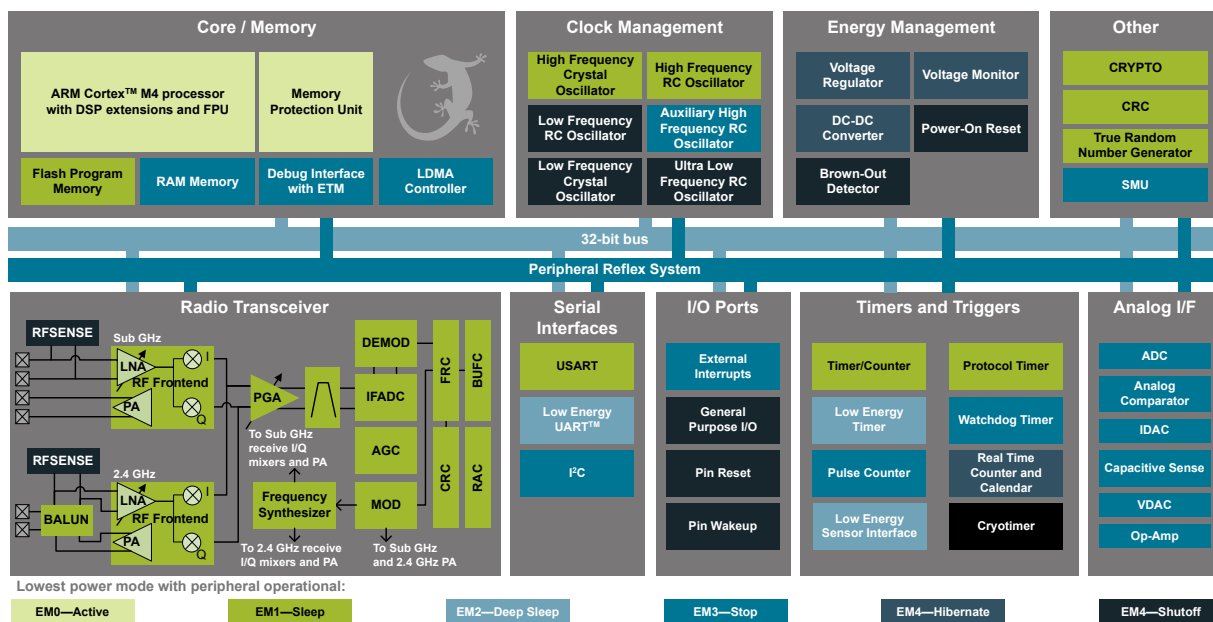 Core / Memory
ARM Cortex™ M4 processor
with DSP extensions and FPU
Memory
Protection Unit
Flash Program
Memory
RAM Memory
Debug Interface
with ETM
LDMA
Controller
Clock Management
High Frequency
Crystal
Oscillator
High Frequency
RC Oscillator
Low Frequency
RC Oscillator
Auxiliary High
Frequency RC
Oscillator
Low Frequency
Crystal
Oscillator
Ultra Low
Frequency RC
Oscillator
Energy Management
Voltage
Regulator
Voltage Monitor
DC-DC
Converter
Power-On Reset
Brown-Out
Detector
Other
CRYPTO
CRC
True Random
Number Generator
SMU
32-bit bus
Peripheral Reflex System
Radio Transceiver
RFSENSE
Sub GHz
LNA
RF Frontend
PA
I
Q
PGA
To Sub GHz
receive I/Q
mixers and PA
DEMOD
IFADC
AGC
MOD
FRC
BUFC
CRC
RAC
RFSENSE
2.4 GHz
LNA
RF Frontend
BALUN
PA
I
Q
Frequency
Synthesizer
To 2.4 GHz receive
I/Q mixers and PA
To Sub GHz
and 2.4 GHz PA
Serial
Interfaces
USART
Low Energy
UART™
I²C
I/O Ports
External
Interrupts
General
Purpose I/O
Pin Reset
Pin Wakeup
Timers and Triggers
Timer/Counter
Protocol Timer
Low Energy
Timer
Watchdog Timer
Pulse Counter
Real Time
Counter and
Calendar
Low Energy
Sensor Interface
Cryotimer
Analog I/F
ADC
Analog
Comparator
IDAC
Capacitive Sense
VDAC
Op-Amp
Lowest power mode with peripheral operational:
EM0—Active
EM1—Sleep
EM2—Deep Sleep
EM3—Stop
EM4—Hibernate
EM4—Shutoff